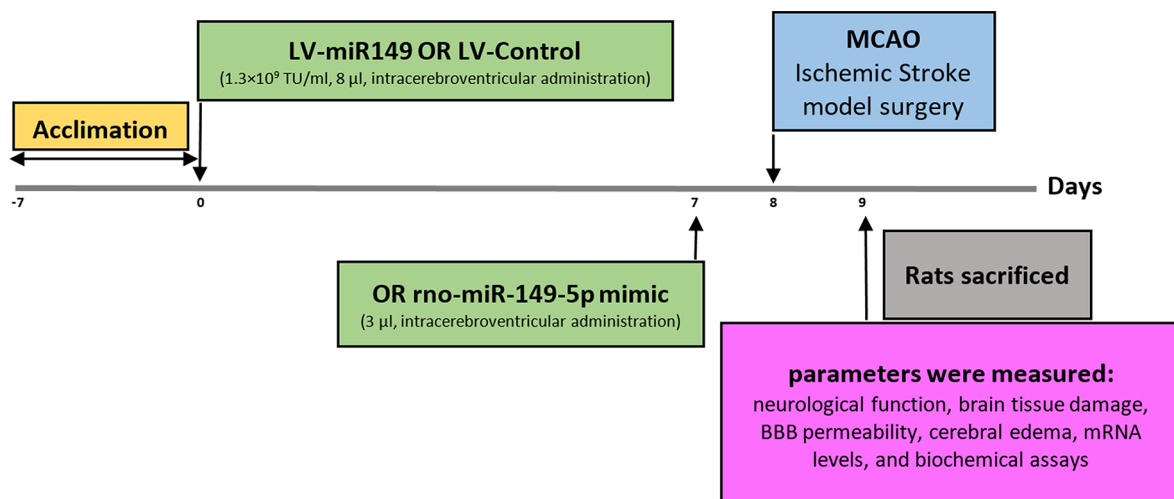 LV-miR149 OR LV-Control
(1.3×10⁹ TU/ml, 8 µl, intracerebroventricular administration)
MCAO
Ischemic Stroke
model surgery
Acclimation
Days
-7
0
7
8
9
OR rno-miR-149-5p mimic
(3 µl, intracerebroventricular administration)
Rats sacrificed
parameters were measured:
neurological function, brain tissue damage,
BBB permeability, cerebral edema, mRNA
levels, and biochemical assays